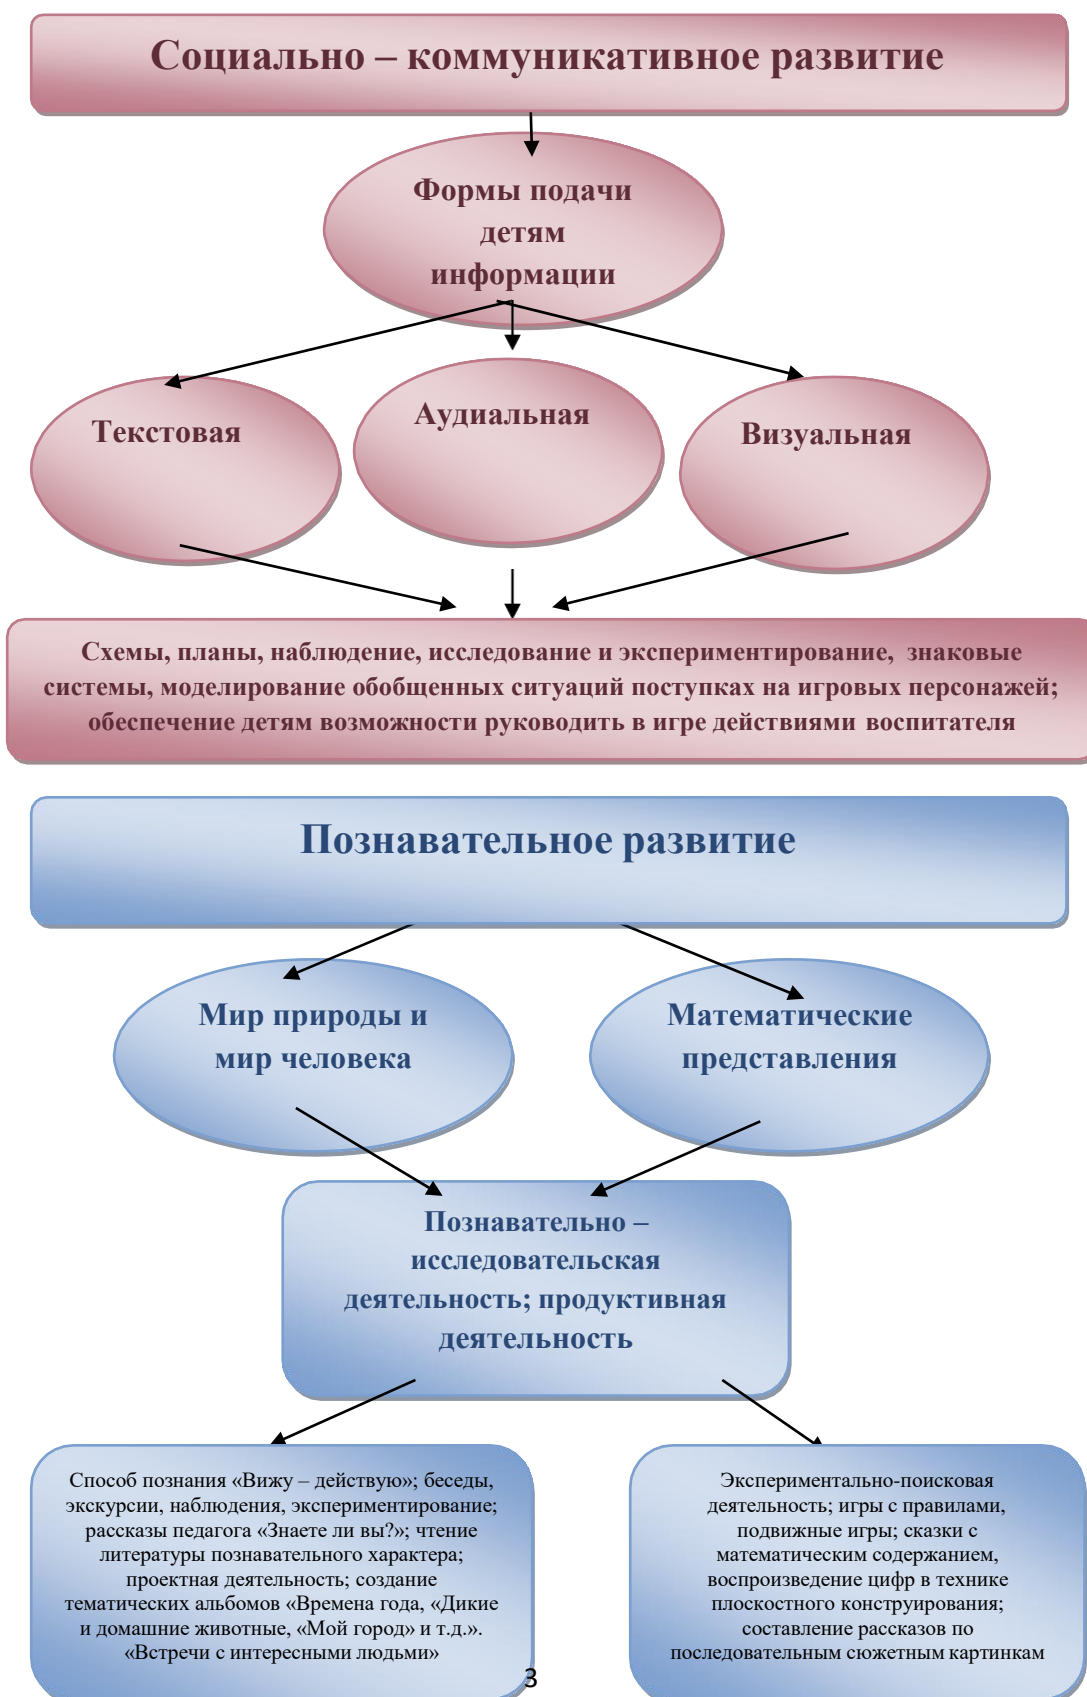 Социально – коммуникативное развитие
Формы подачи
детям
информации
Текстовая
Аудиальная
Визуальная
Схемы, планы, наблюдение, исследование и экспериментирование, знаковые
системы, моделирование обобщенных ситуаций поступках на игровых персонажей;
обеспечение детям возможности руководить в игре действиями воспитателя
Познавательное развитие
Мир природы и
мир человека
Математические
представления
Познавательно –
исследовательская
деятельность; продуктивная
деятельность
Способ познания «Вижу – действую»; беседы,
экскурсии, наблюдения, экспериментирование;
рассказы педагога «Знаете ли вы?»; чтение
литературы познавательного характера;
проектная деятельность; создание
тематических альбомов «Времена года, «Дикие
и домашние животные, «Мой город» и т.д.».
«Встречи с интересными людьми»
Экспериментально-поисковая
деятельность; игры с правилами,
подвижные игры; сказки с
математическим содержанием,
воспроизведение цифр в технике
плоскостного конструирования;
составление рассказов по
последовательным сюжетным картинкам
3